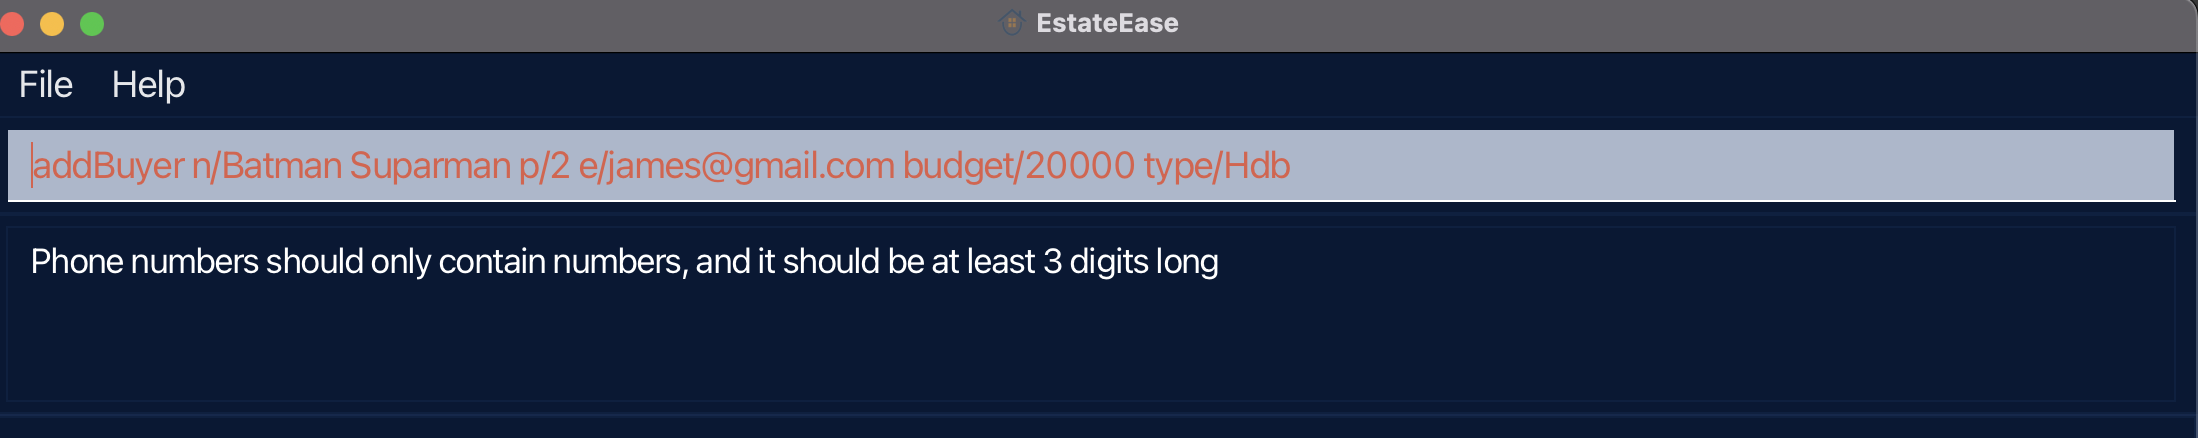 EstateEase
File Help
addBuyer n/Batman Suparman p/2 e/james@gmail.com budget/20000 type/Hdb
Phone numbers should only contain numbers, and it should be at least 3 digits long